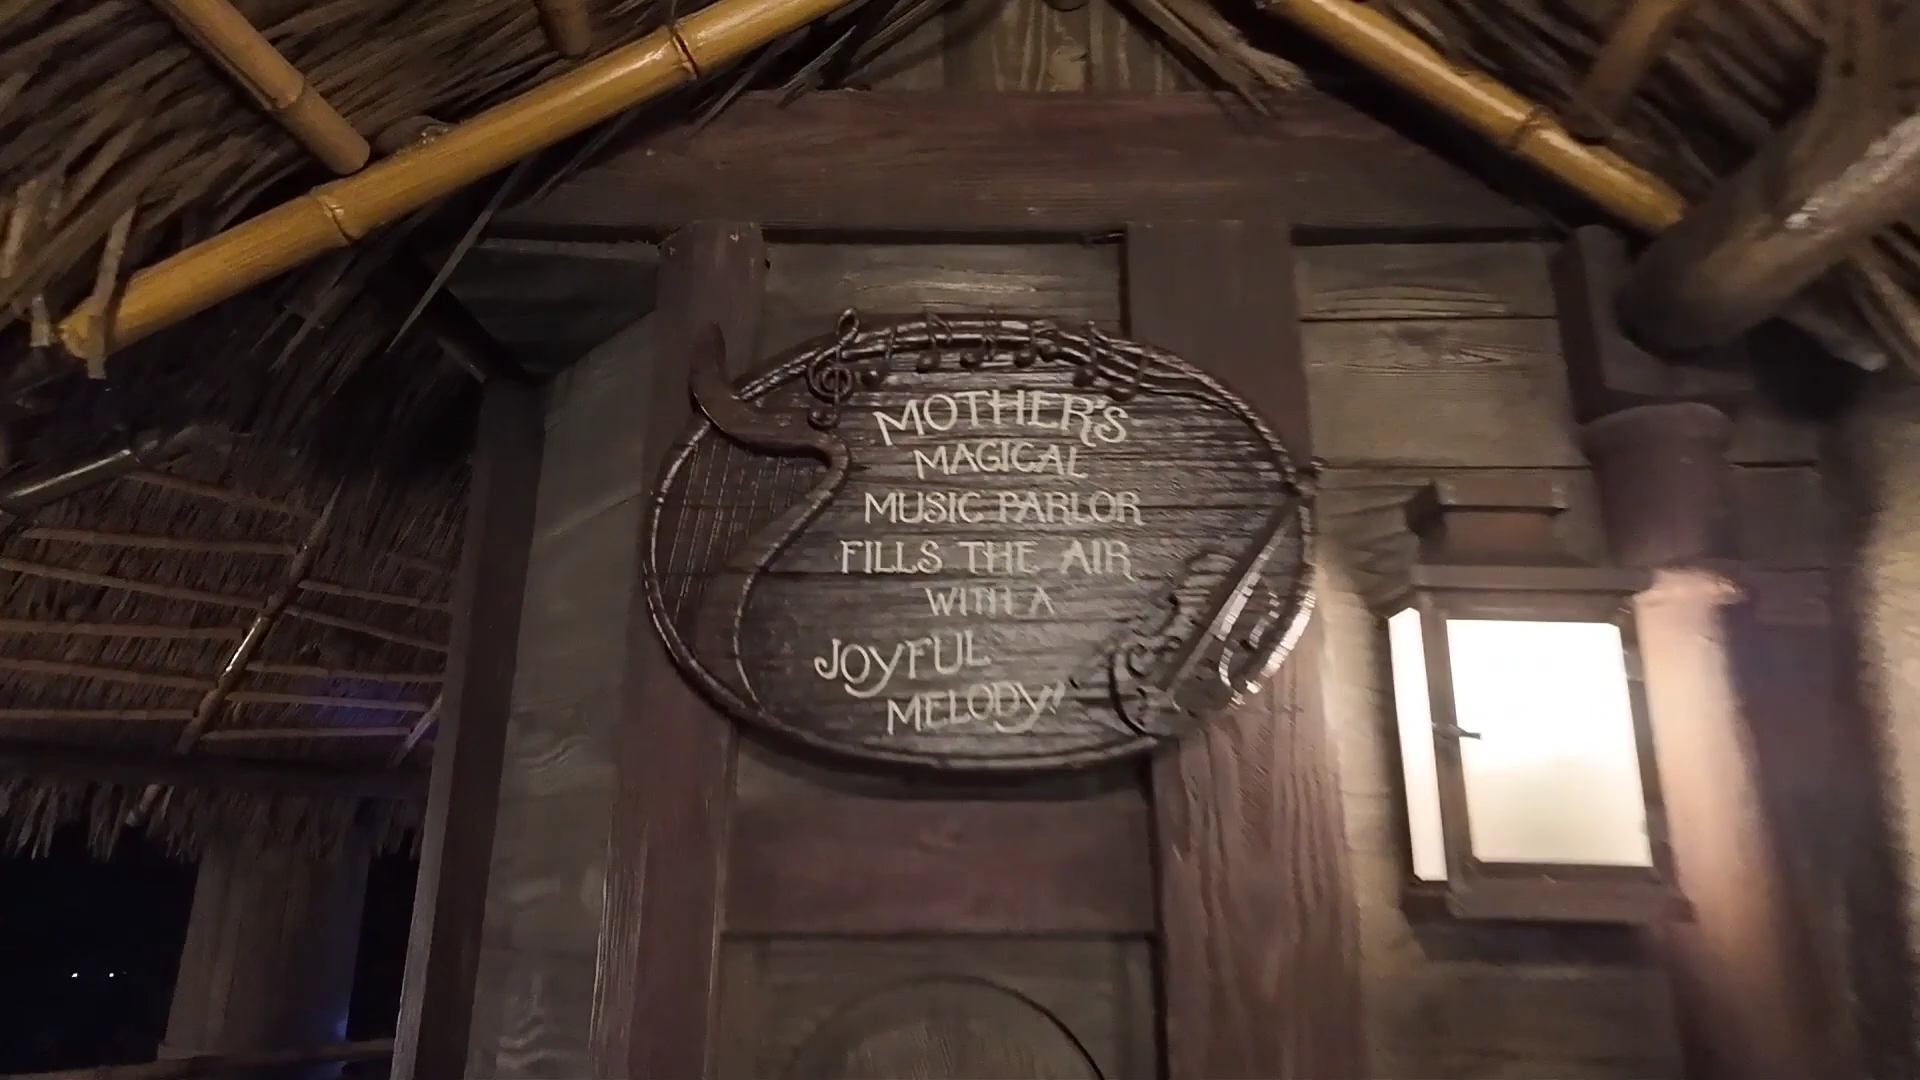 MOTHER'S
MAGICAL
MUSIC PARLOR
FILLS THE AIR
WITH A
JOYFUL
MELODY!